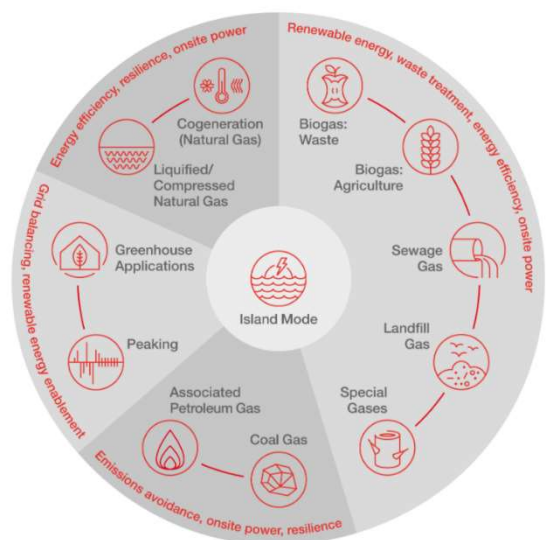 Energy efficiency, resilience, onsite power
Cogeneration
(Natural Gas)
Liquified/
Compressed
Natural Gas
Renewable energy, waste treatment, energy efficiency, onsite power
Biogas:
Waste
Biogas:
Agriculture
Sewage
Gas
Landfill
Gas
Special
Gases
Grid balancing, renewable energy enablement
Greenhouse
Applications
Peaking
Island Mode
Associated
Petroleum Gas
Coal Gas
Emissions avoidance, onsite power, resilience